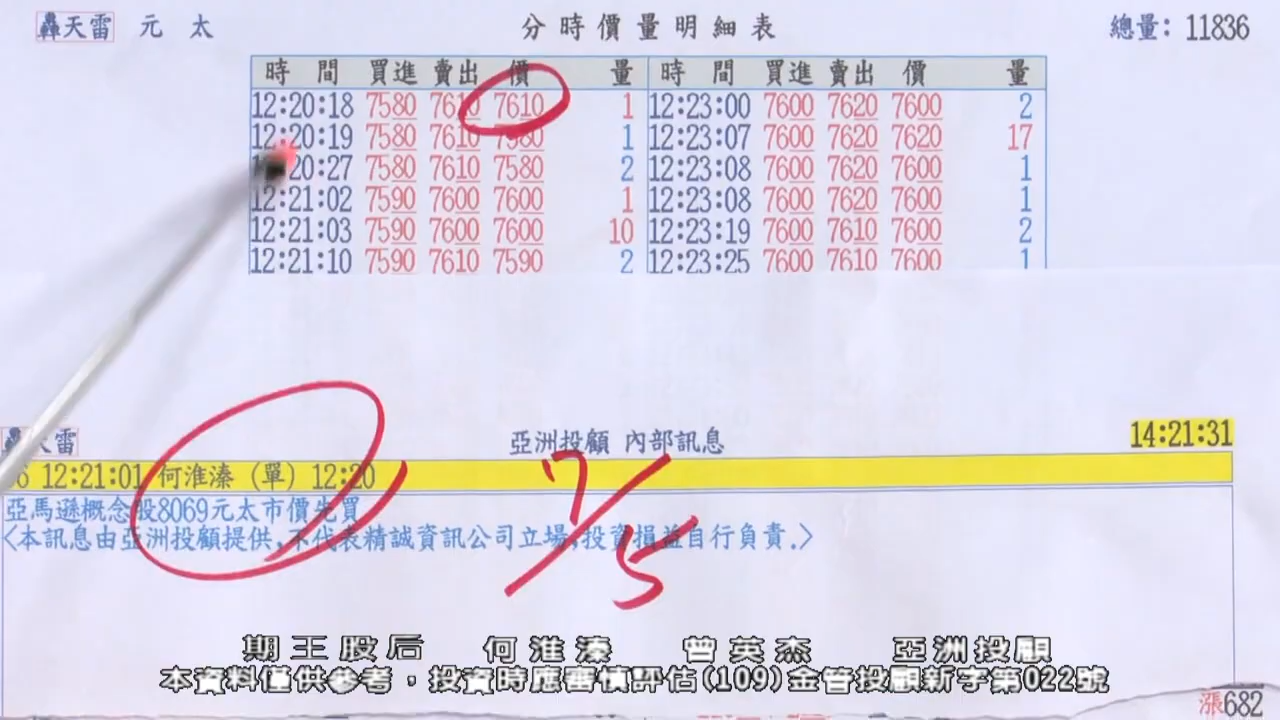 轟天雷 元太 分時價量明細表 總量: 11836
時間 買進 賣出 價 量 時間 買進 賣出 價 量
12:20:18 7580 7610 7610 1 12:23:00 7600 7620 7600 2
12:20:19 7580 7610 7580 1 12:23:07 7600 7620 7620 17
20:27 7580 7610 7580 2 12:23:08 7600 7620 7600 1
12:21:02 7590 7600 7600 1 12:23:08 7600 7620 7600 1
12:21:03 7590 7600 7600 10 12:23:19 7600 7610 7600 2
12:21:10 7590 7610 7590 2 12:23:25 7600 7610 7600 1
轟天雷 亞洲投顧 內部訊息 14:21:31
6 12:21:01 何淮溱 (單) 12:20
亞馬遜概念股8069元太市價先買
<本訊息由亞洲投顧提供,不代表精誠資訊公司立場,投資損益自行負責.>
7/5
期王股后 何淮溱 曾英杰 亞洲投顧
本資料僅供參考，投資時應審慎評估(109)金管投顧新字第022號
漲682